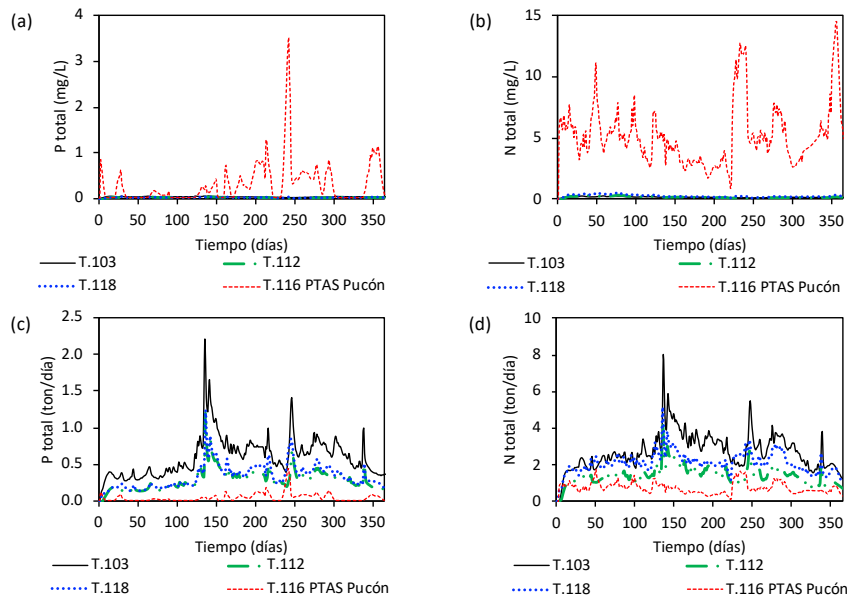 (a)
P total (mg/L)
4
3
2
1
0
0 50 100 150 200 250 300 350
Tiempo (días)
T.103 T.112
T.118 T.116 PTAS Pucón
(b)
N total (mg/L)
15
10
5
0
0 50 100 150 200 250 300 350
Tiempo (días)
T.103 T.112
T.118 T.116 PTAS Pucón
(c)
P total (ton/día)
2.5
2.0
1.5
1.0
0.5
0.0
0 50 100 150 200 250 300 350
Tiempo (días)
T.103 T.112
T.118 T.116 PTAS Pucón
(d)
N total (ton/día)
10
8
6
4
2
0
0 50 100 150 200 250 300 350
Tiempo (días)
T.103 T.112
T.118 T.116 PTAS Pucón